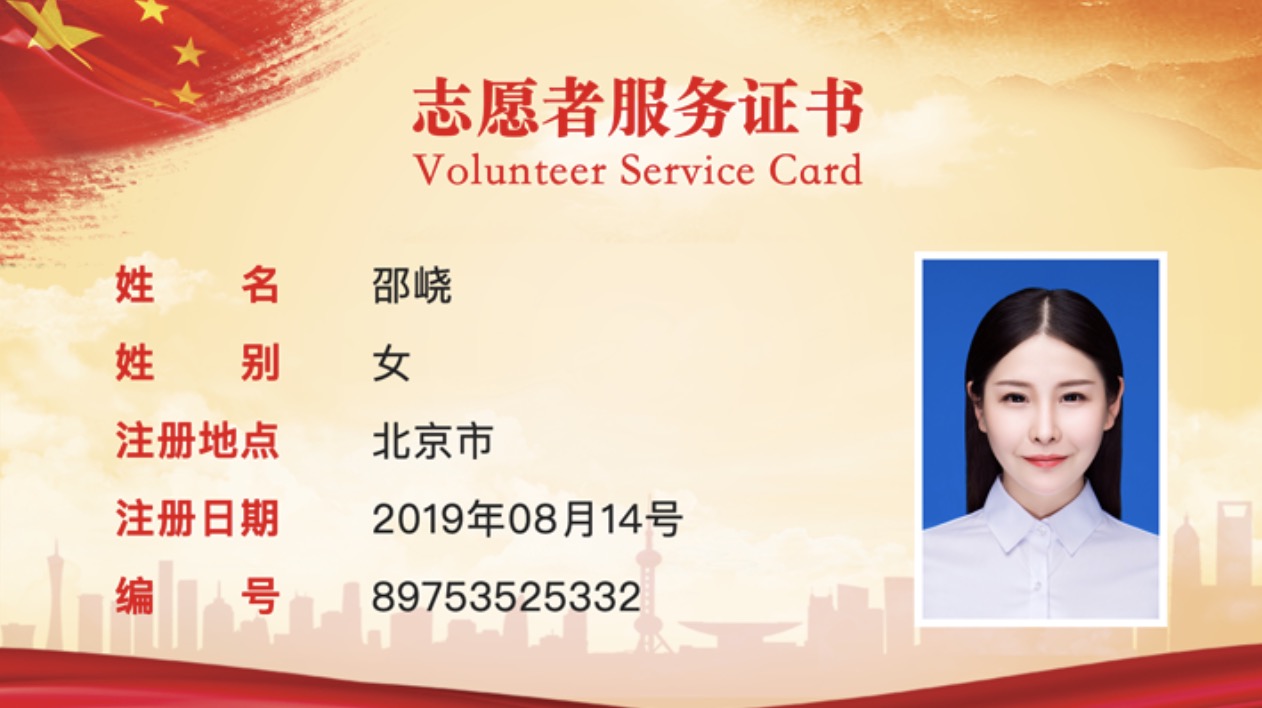 志愿者服务证书
Volunteer Service Card
姓 名 邵峣
姓 别 女
注册地点 北京市
注册日期 2019年08月14号
编 号 89753525332